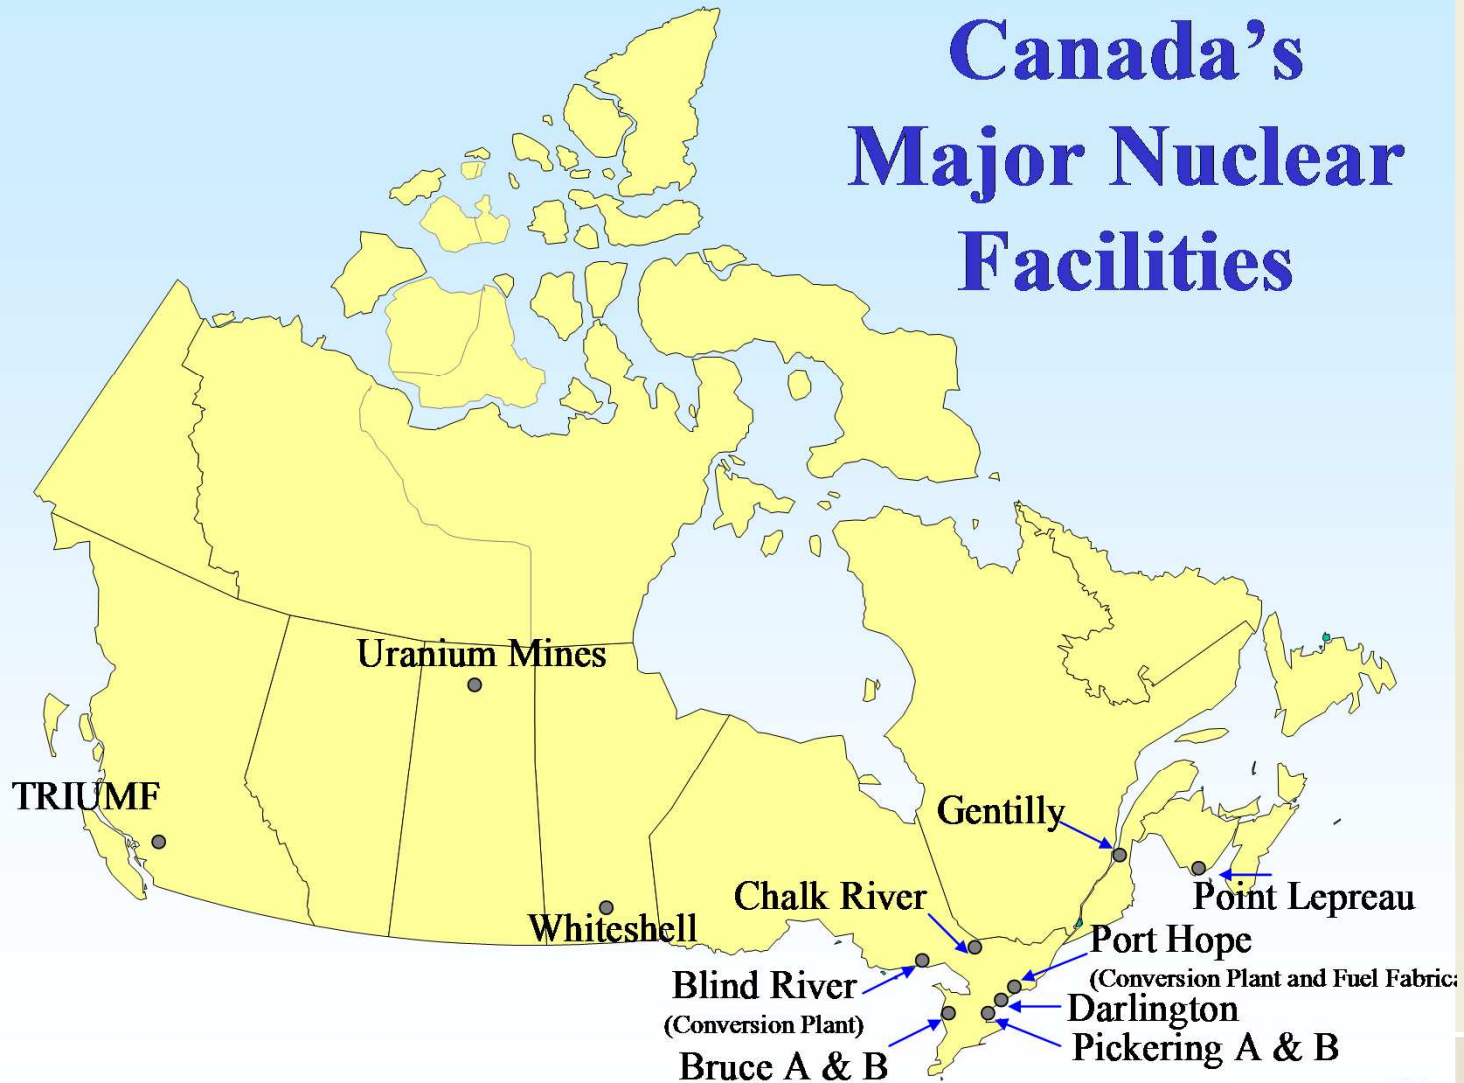 Canada's
Major Nuclear
Facilities
Uranium Mines
TRIUMF
Gentilly
Chalk River
Point Lepreau
Whiteshell
Port Hope
(Conversion Plant and Fuel Fabrica
Blind River
(Conversion Plant)
Darlington
Pickering A & B
Bruce A & B